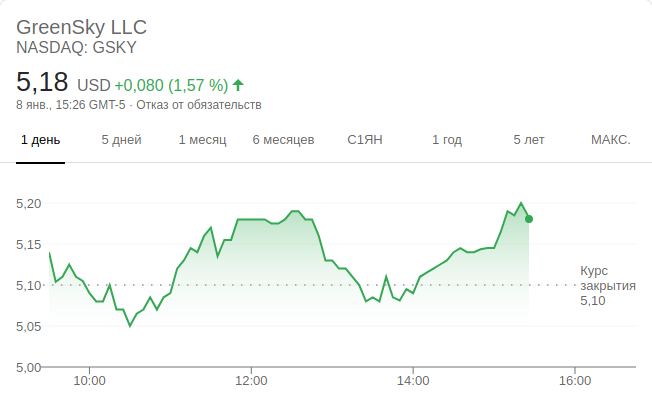 GreenSky LLC
NASDAQ: GSKY
5,18 USD +0,080 (1,57 %)
8 янв., 15:26 GMT-5 · Отказ от обязательств
1 день 5 дней 1 месяц 6 месяцев С1ЯН 1 год 5 лет МАКС.
5,20
5,15
5,10
5,05
5,00
Курс
закрытия
5,10
10:00 12:00 14:00 16:00